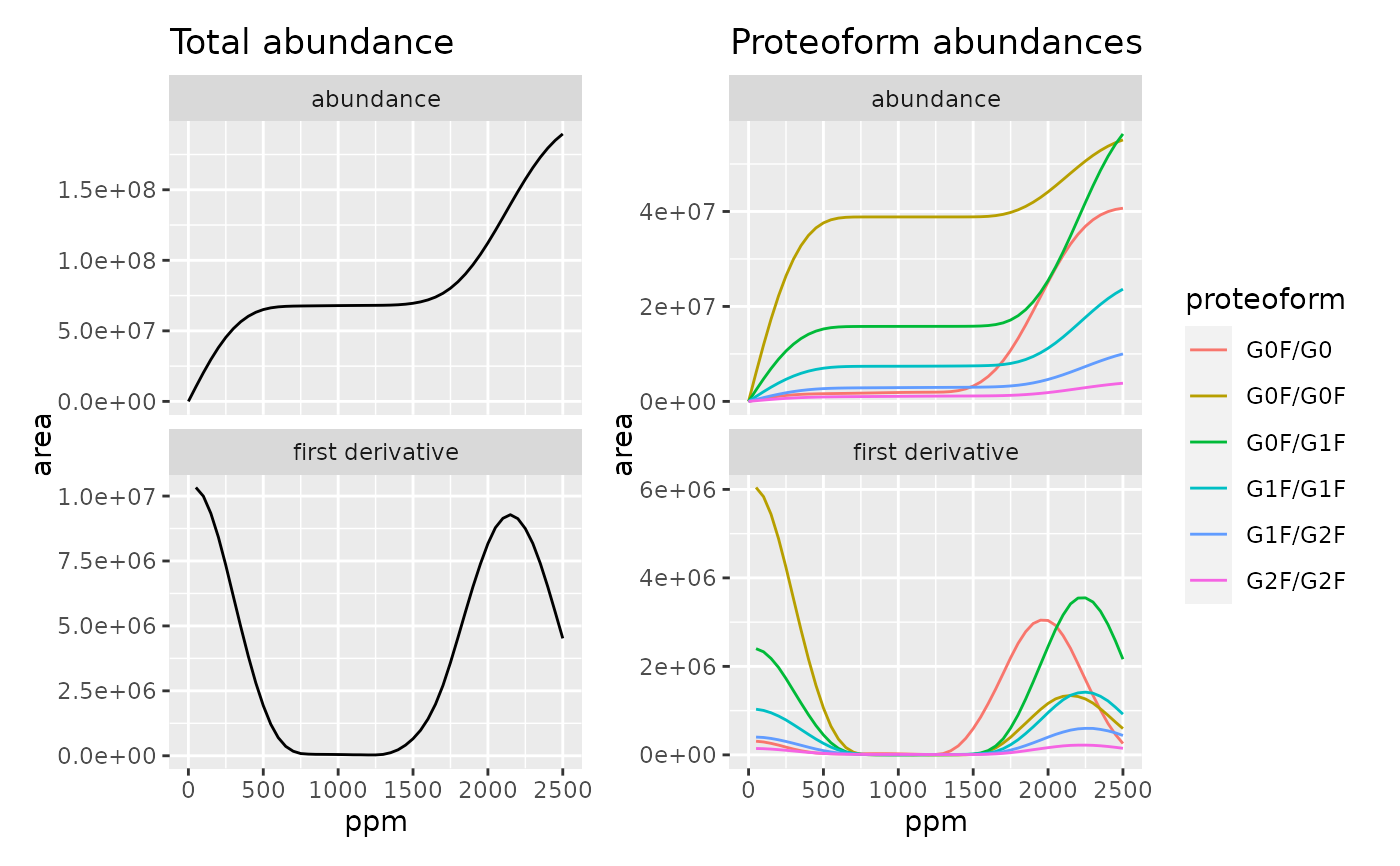 Total abundance
abundance
1.5e+08
1.0e+08
5.0e+07
0.0e+00
area
first derivative
1.0e+07
7.5e+06
5.0e+06
2.5e+06
0.0e+00
0 500 1000 1500 2000 2500
ppm
Proteoform abundances
abundance
4e+07
2e+07
0e+00
area
first derivative
6e+06
4e+06
2e+06
0e+00
0 500 1000 1500 2000 2500
ppm
proteoform
G0F/G0
G0F/G0F
G0F/G1F
G1F/G1F
G1F/G2F
G2F/G2F